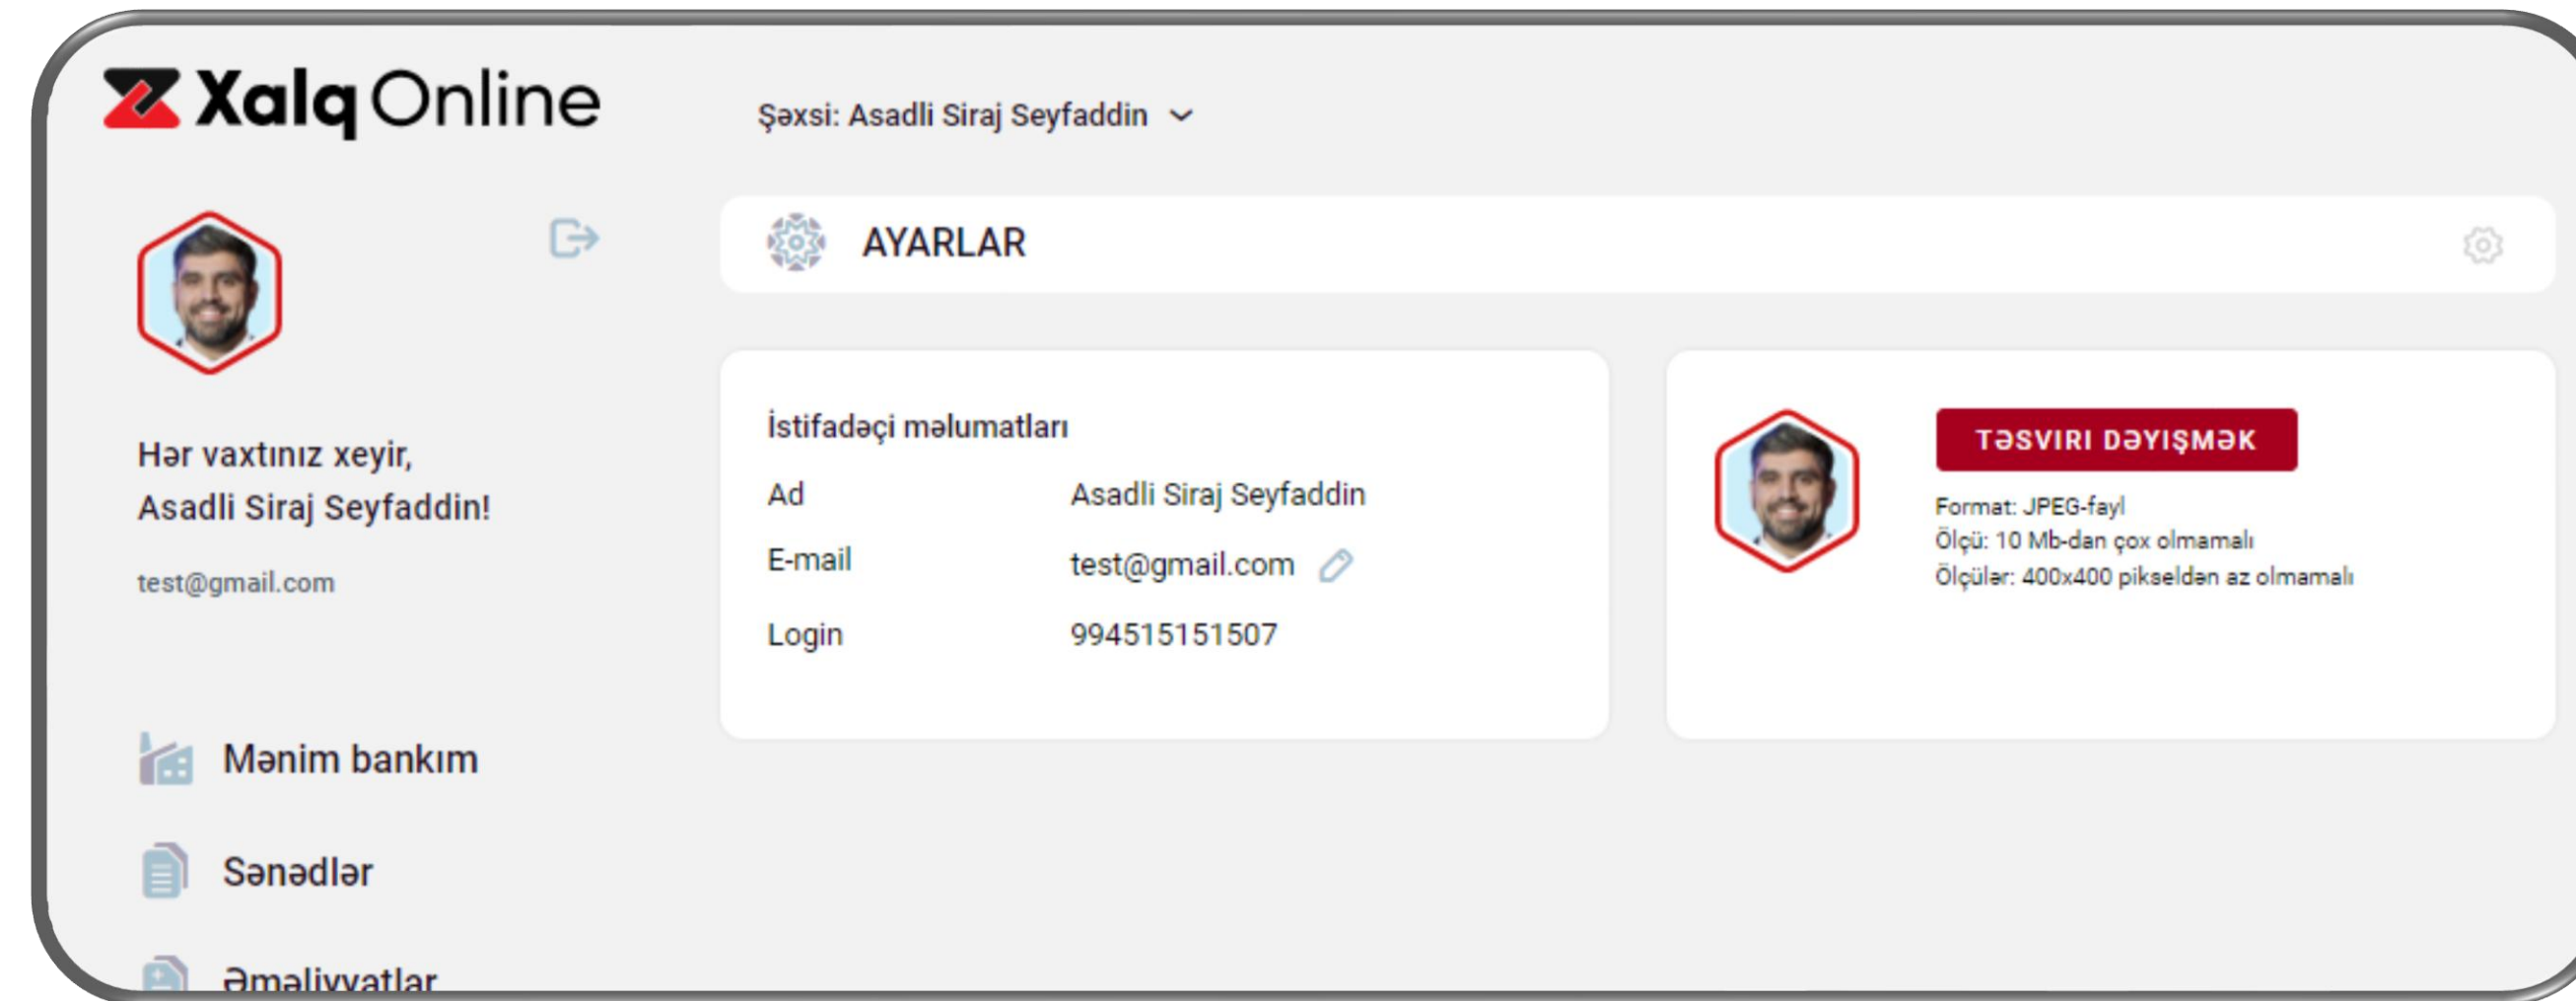 Xalq Online
Şəxsi: Asadli Siraj Seyfaddin
AYARLAR
Hər vaxtınız xeyir,
Asadli Siraj Seyfaddin!
test@gmail.com
Mənim bankım
Sənədlər
Əməliyyatlar
İstifadəçi məlumatları
Ad Asadli Siraj Seyfaddin
E-mail test@gmail.com
Login 994515151507
TƏSVIRI DƏYIŞMƏK
Format: JPEG-fayl
Ölçü: 10 Mb-dan çox olmamalı
Ölçülər: 400x400 pikseldən az olmamalı